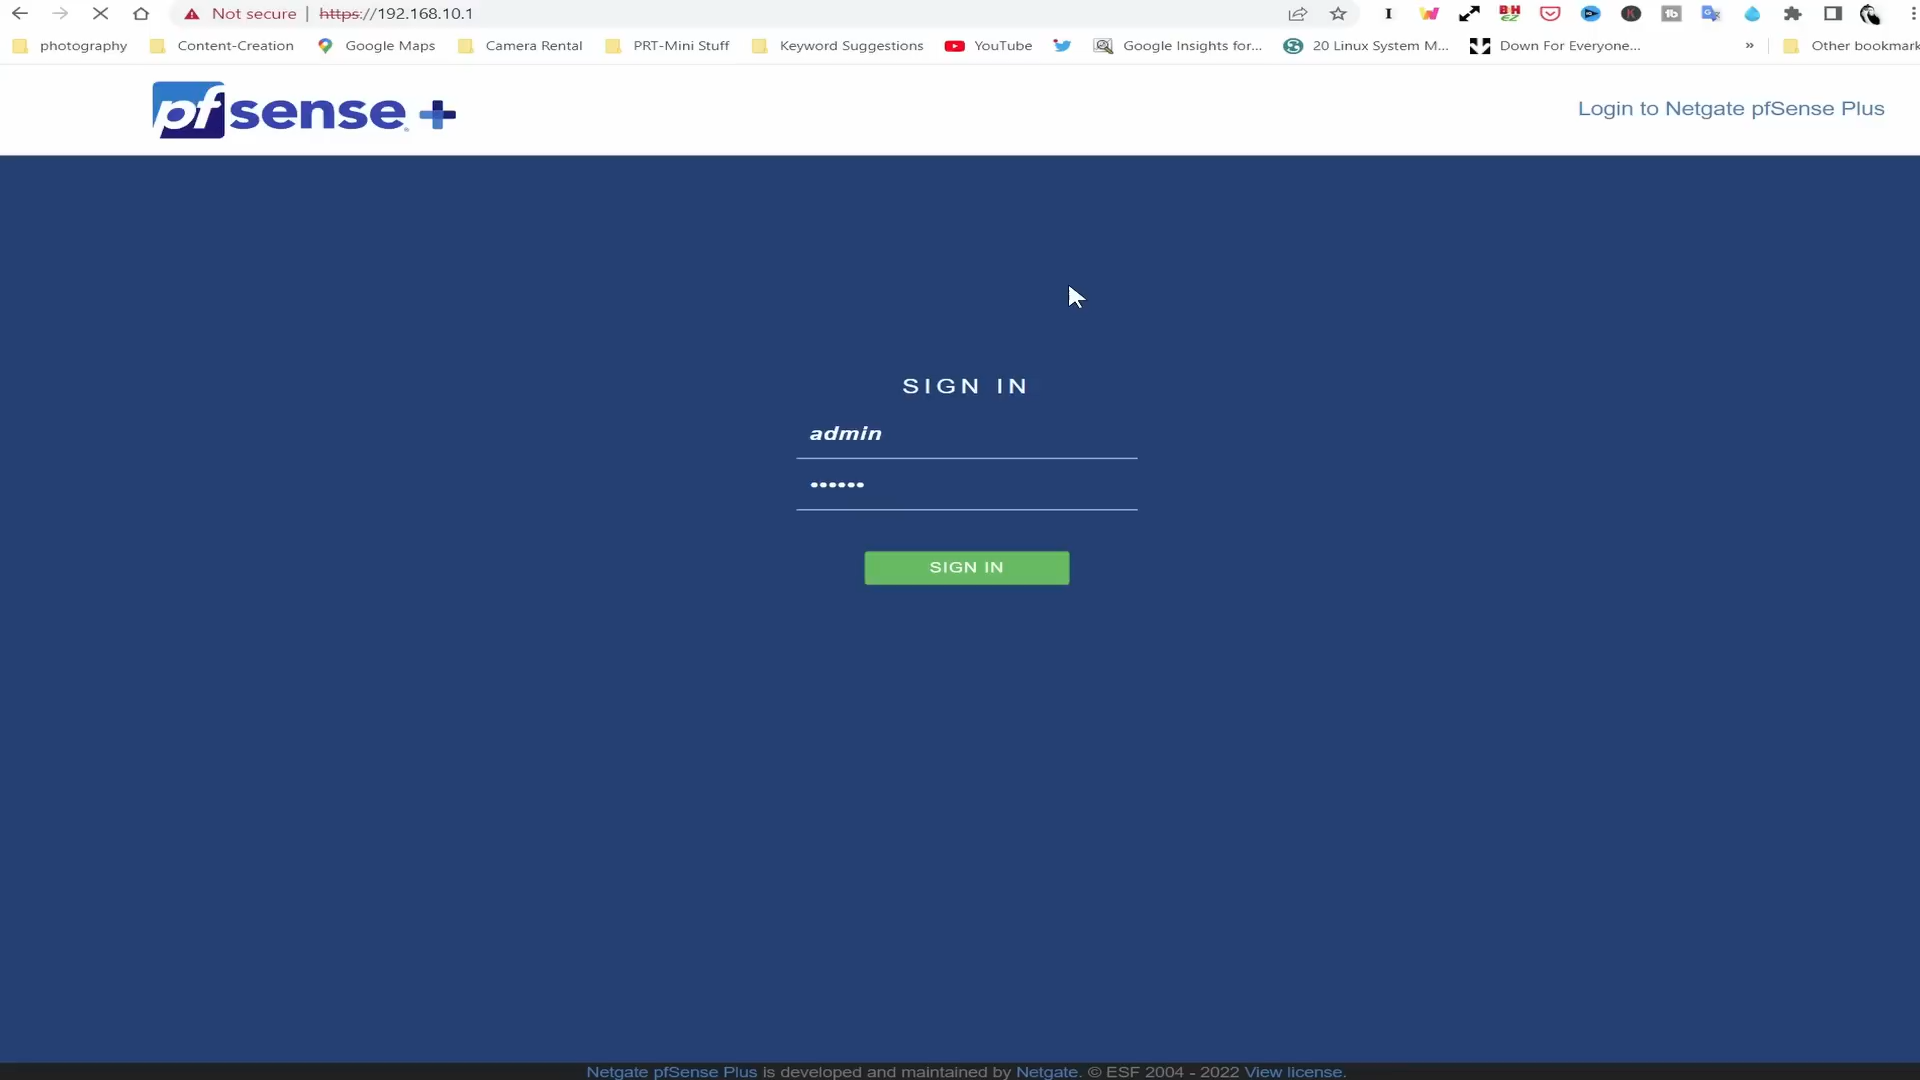 Not secure | https://192.168.10.1
photography Content-Creation Google Maps Camera Rental PRT-Mini Stuff Keyword Suggestions YouTube Google Insights for... 20 Linux System M... Down For Everyone... » Other bookmark
pfsense +
Login to Netgate pfSense Plus
SIGN IN
admin
••••••
SIGN IN
Netgate pfSense Plus is developed and maintained by Netgate. © ESF 2004 - 2022 View license.